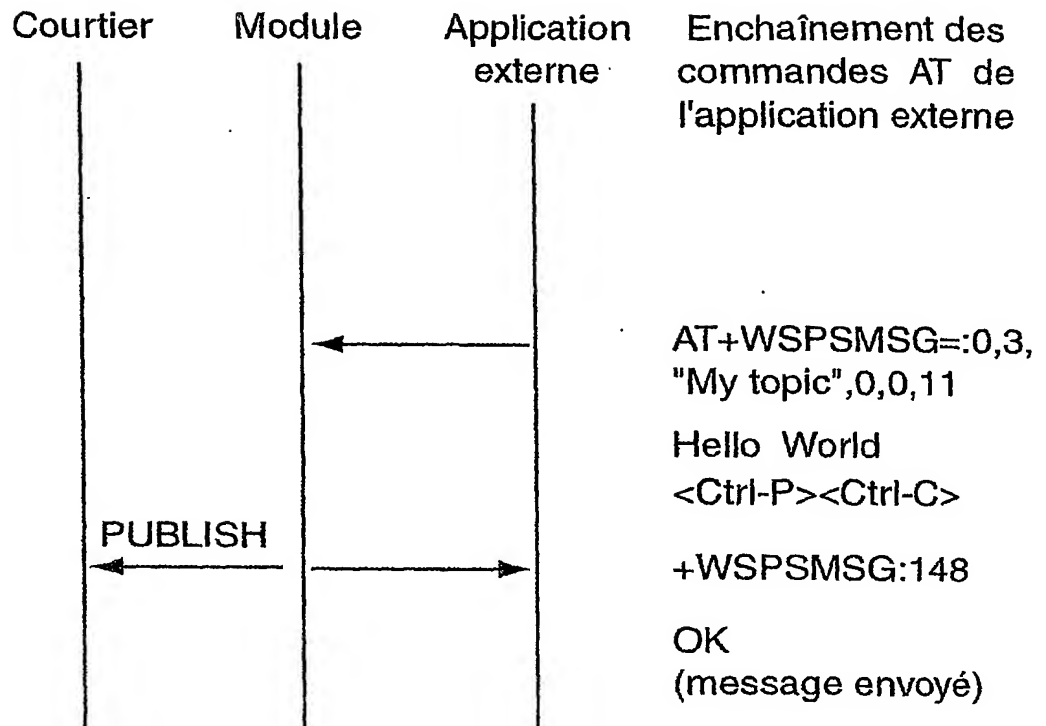 Courtier
Module
Application
externe
Enchaînement des
commandes AT de
l'application externe
AT+WSPSMSG=:0,3,
"My topic",0,0,11
Hello World
<Ctrl-P><Ctrl-C>
PUBLISH
+WSPSMSG:148
OK
(message envoyé)